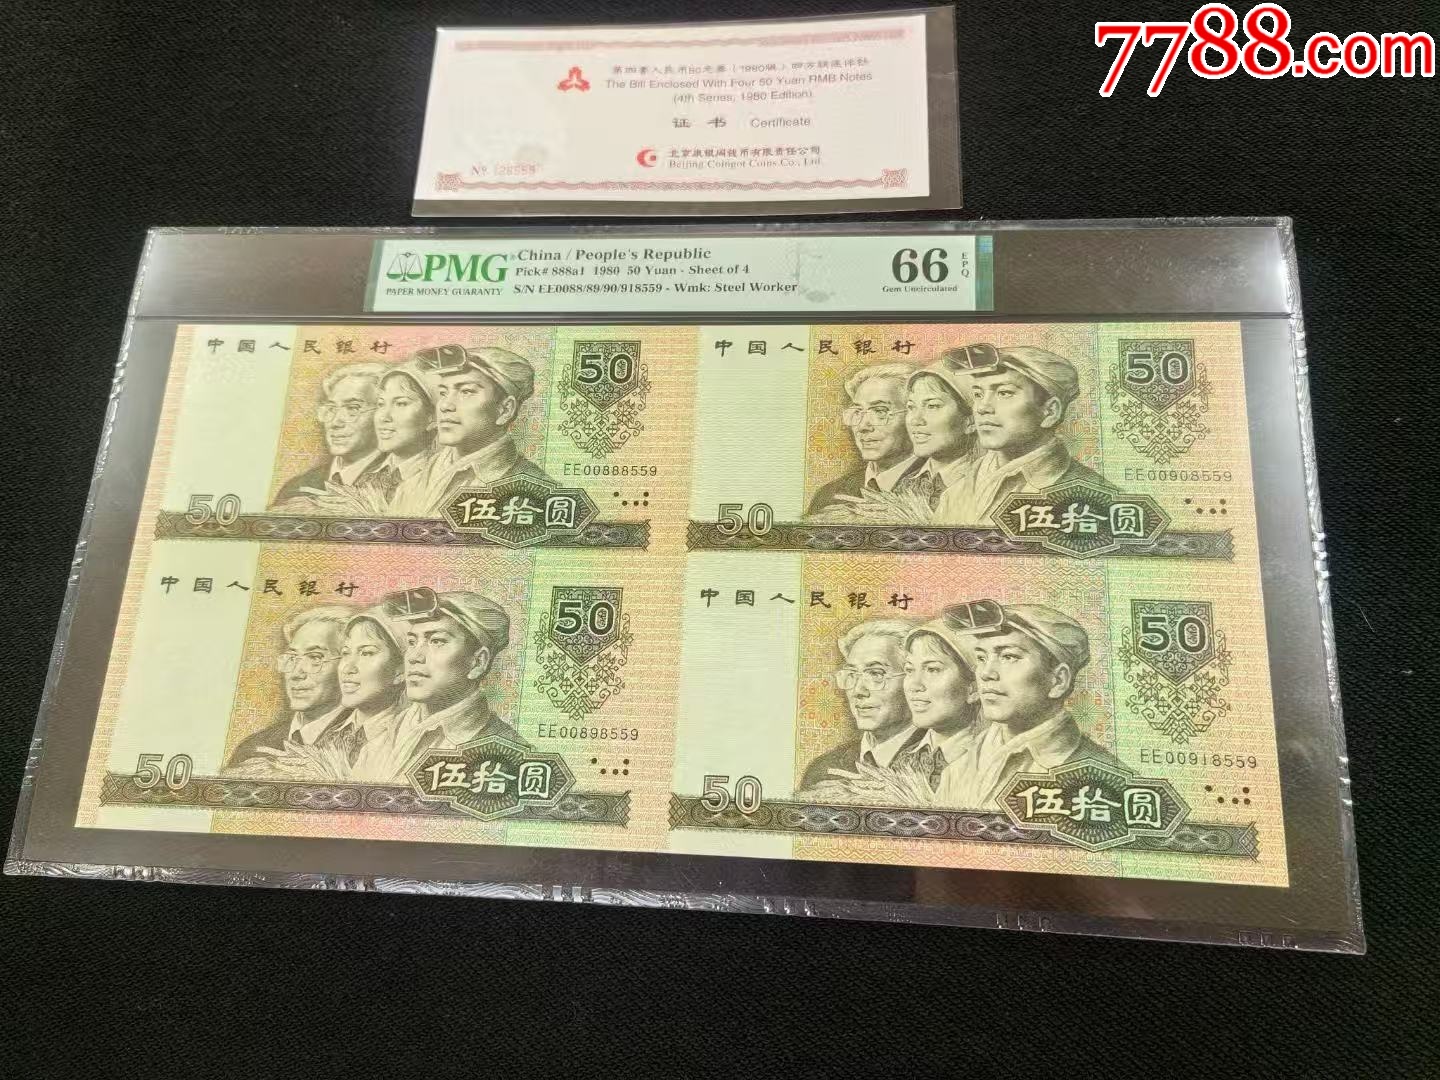 7788.com
第四套人民币50元券(1980版)四方联连体钞
The Bill Enclosed With Four 50 Yuan RMB Notes
(4th Series, 1980 Edition)
证书 Certificate
北京康银阁钱币有限责任公司
Beijing Coingot Coins Co., Ltd.
Nº 128559
PMG
PAPER MONEY GUARANTY
China / People's Republic
Pick# 888a1 1980 50 Yuan - Sheet of 4
S/N EE0088/89/90/918559 - Wmk: Steel Worker
66 EPQ
Gem Uncirculated
中国人民银行
50
EE00888559
50
伍拾圆
中国人民银行
50
EE00908559
50
伍拾圆
中国人民银行
50
EE00898559
50
伍拾圆
中国人民银行
50
EE00918559
50
伍拾圆